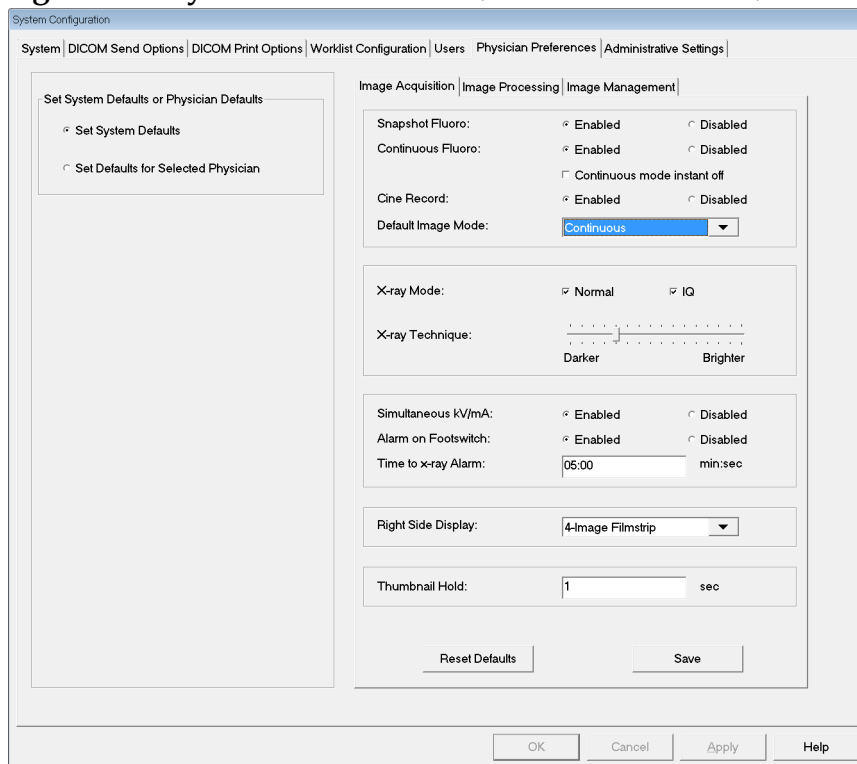 System Configuration
System DICOM Send Options DICOM Print Options Worklist Configuration Users Physician Preferences Administrative Settings
Set System Defaults or Physician Defaults
Set System Defaults
Set Defaults for Selected Physician
Image Acquisition Image Processing Image Management
Snapshot Fluoro: Enabled Disabled
Continuous Fluoro: Enabled Disabled
Continuous mode instant off
Cine Record: Enabled Disabled
Default Image Mode: Continuous
X-ray Mode: Normal IQ
X-ray Technique:
Darker Brighter
Simultaneous kV/mA: Enabled Disabled
Alarm on Footswitch: Enabled Disabled
Time to x-ray Alarm: 05:00 min:sec
Right Side Display: 4-Image Filmstrip
Thumbnail Hold: 1 sec
Reset Defaults Save
OK Cancel Apply Help